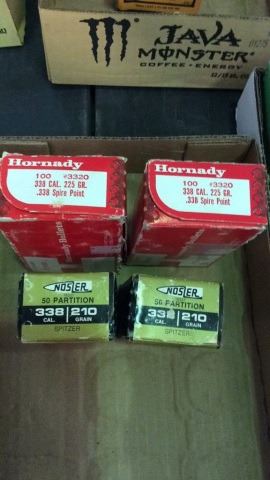 JAVA
MONSTER
COFFEE + ENERGY
Hornady
100 #3320
338 CAL. 225 GR.
.338 Spire Point
Hornady
100 #3320
338 CAL. 225 GR.
.338 Spire Point
NOSLER
50 PARTITION
338 210
CAL. GRAIN
SPITZER
NOSLER
50 PARTITION
338 210
CAL. GRAIN
SPITZER